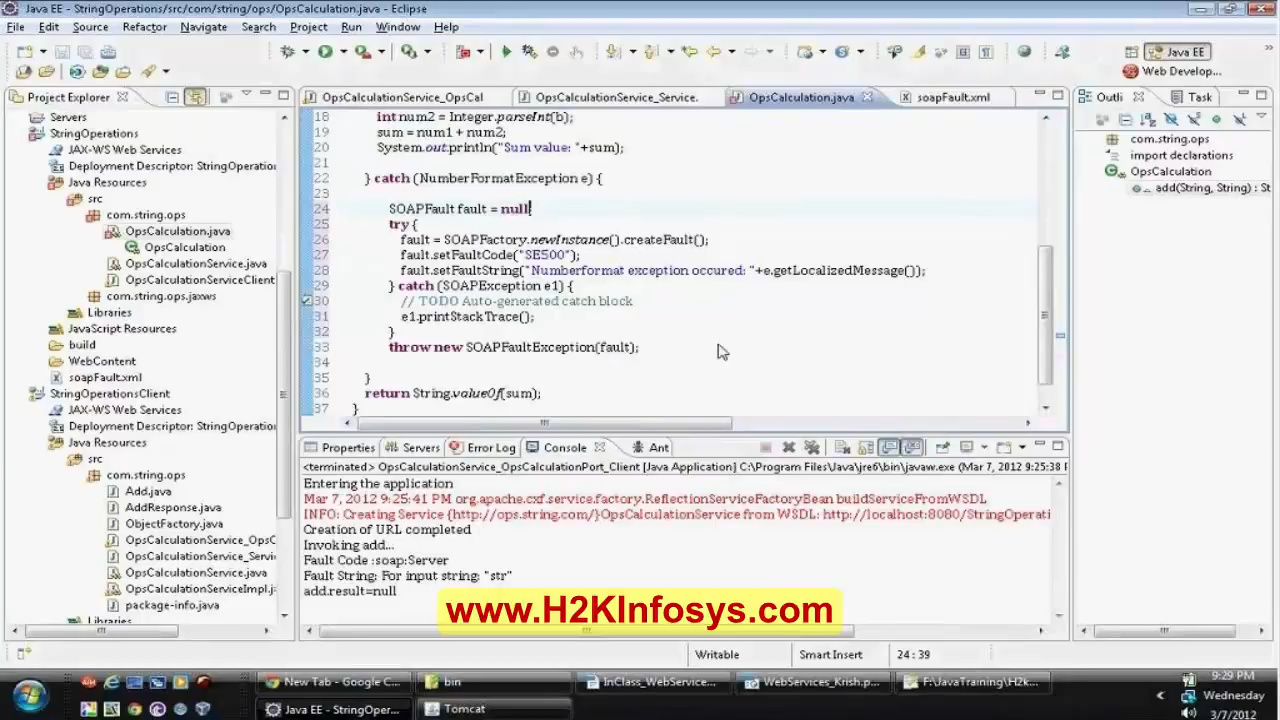 Java EE - StringOperations/src/com/string/ops/OpsCalculation.java - Eclipse
File Edit Source Refactor Navigate Search Project Run Window Help
Java EE
Web Develop...
Project Explorer
Servers
StringOperations
JAX-WS Web Services
Deployment Descriptor: StringOperation
Java Resources
src
com.string.ops
OpsCalculation.java
OpsCalculation
OpsCalculationService.java
OpsCalculationServiceClient
com.string.ops.jaxws
Libraries
JavaScript Resources
build
WebContent
soapFault.xml
StringOperationsClient
JAX-WS Web Services
Deployment Descriptor: StringOperation
Java Resources
src
com.string.ops
Add.java
AddResponse.java
ObjectFactory.java
OpsCalculationService_OpsC
OpsCalculationService_Servi
OpsCalculationService.java
OpsCalculationServiceImpl.j
package-info.java
Libraries
OpsCalculationService_OpsCal OpsCalculationService_Service. OpsCalculation.java soapFault.xml
18 int num2 = Integer.parseInt(b);
19 sum = num1 + num2;
20 System.out.println("Sum value: "+sum);
21
22 } catch (NumberFormatException e) {
23
24 SOAPFault fault = null;
25 try {
26 fault = SOAPFactory.newInstance().createFault();
27 fault.setFaultCode("SE500");
28 fault.setFaultString("Numberformat exception occured: "+e.getLocalizedMessage());
29 } catch (SOAPException e1) {
30 // TODO Auto-generated catch block
31 e1.printStackTrace();
32 }
33 throw new SOAPFaultException(fault);
34
35 }
36 return String.valueOf(sum);
37 }
Outli Task
com.string.ops
import declarations
OpsCalculation
add(String, String) : St
Properties Servers Error Log Console Ant
<terminated> OpsCalculationService_OpsCalculationPort_Client [Java Application] C:\Program Files\Java\jre6\bin\javaw.exe (Mar 7, 2012 9:25:38 P
Entering the application
Mar 7, 2012 9:25:41 PM org.apache.cxf.service.factory.ReflectionServiceFactoryBean buildServiceFromWSDL
INFO: Creating Service {http://ops.string.com/}OpsCalculationService from WSDL: http://localhost:8080/StringOperati
Creation of URL completed
Invoking add...
Fault Code :soap:Server
Fault String: For input string: "str"
add.result=null
www.H2KInfosys.com
Writable Smart Insert 24 : 39
New Tab - Google C... bin InClass_WebService... WebServices_Krish.p... F:\JavaTraining\H2k...
Java EE - StringOper... Tomcat
9:29 PM
Wednesday
3/7/2012